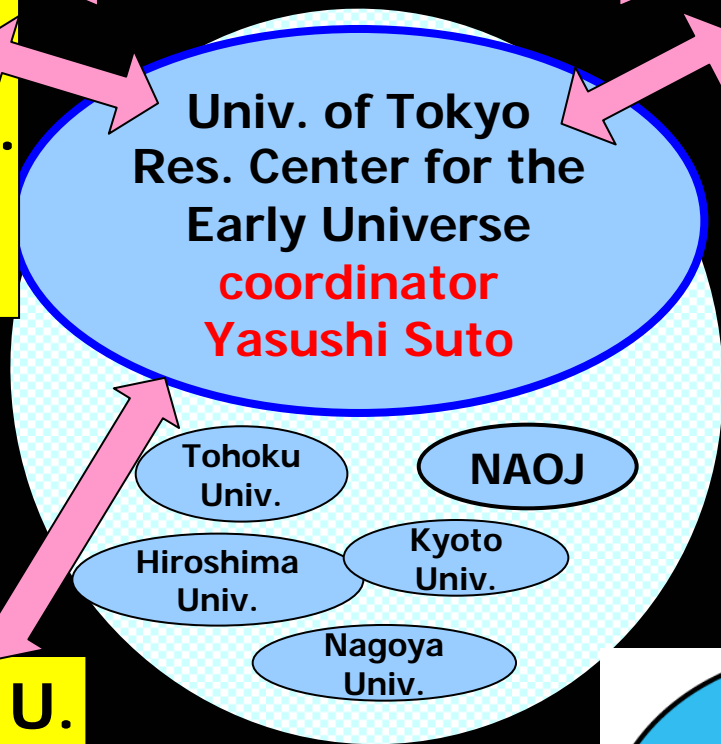 .
Univ. of Tokyo
Res. Center for the
Early Universe
coordinator
Yasushi Suto
Tohoku
Univ.
NAOJ
Kyoto
Univ.
Hiroshima
Univ.
Nagoya
Univ.
U.